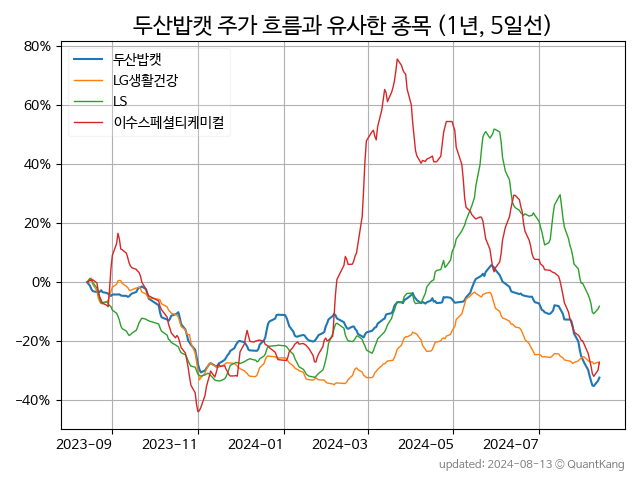 두산밥캣 주가 흐름과 유사한 종목 (1년, 5일선)
80%
60%
40%
20%
0%
−20%
−40%
두산밥캣
LG생활건강
LS
이수스페셜티케미컬
2023−09 2023−11 2024−01 2024−03 2024−05 2024−07
updated: 2024-08-13 © QuantKang